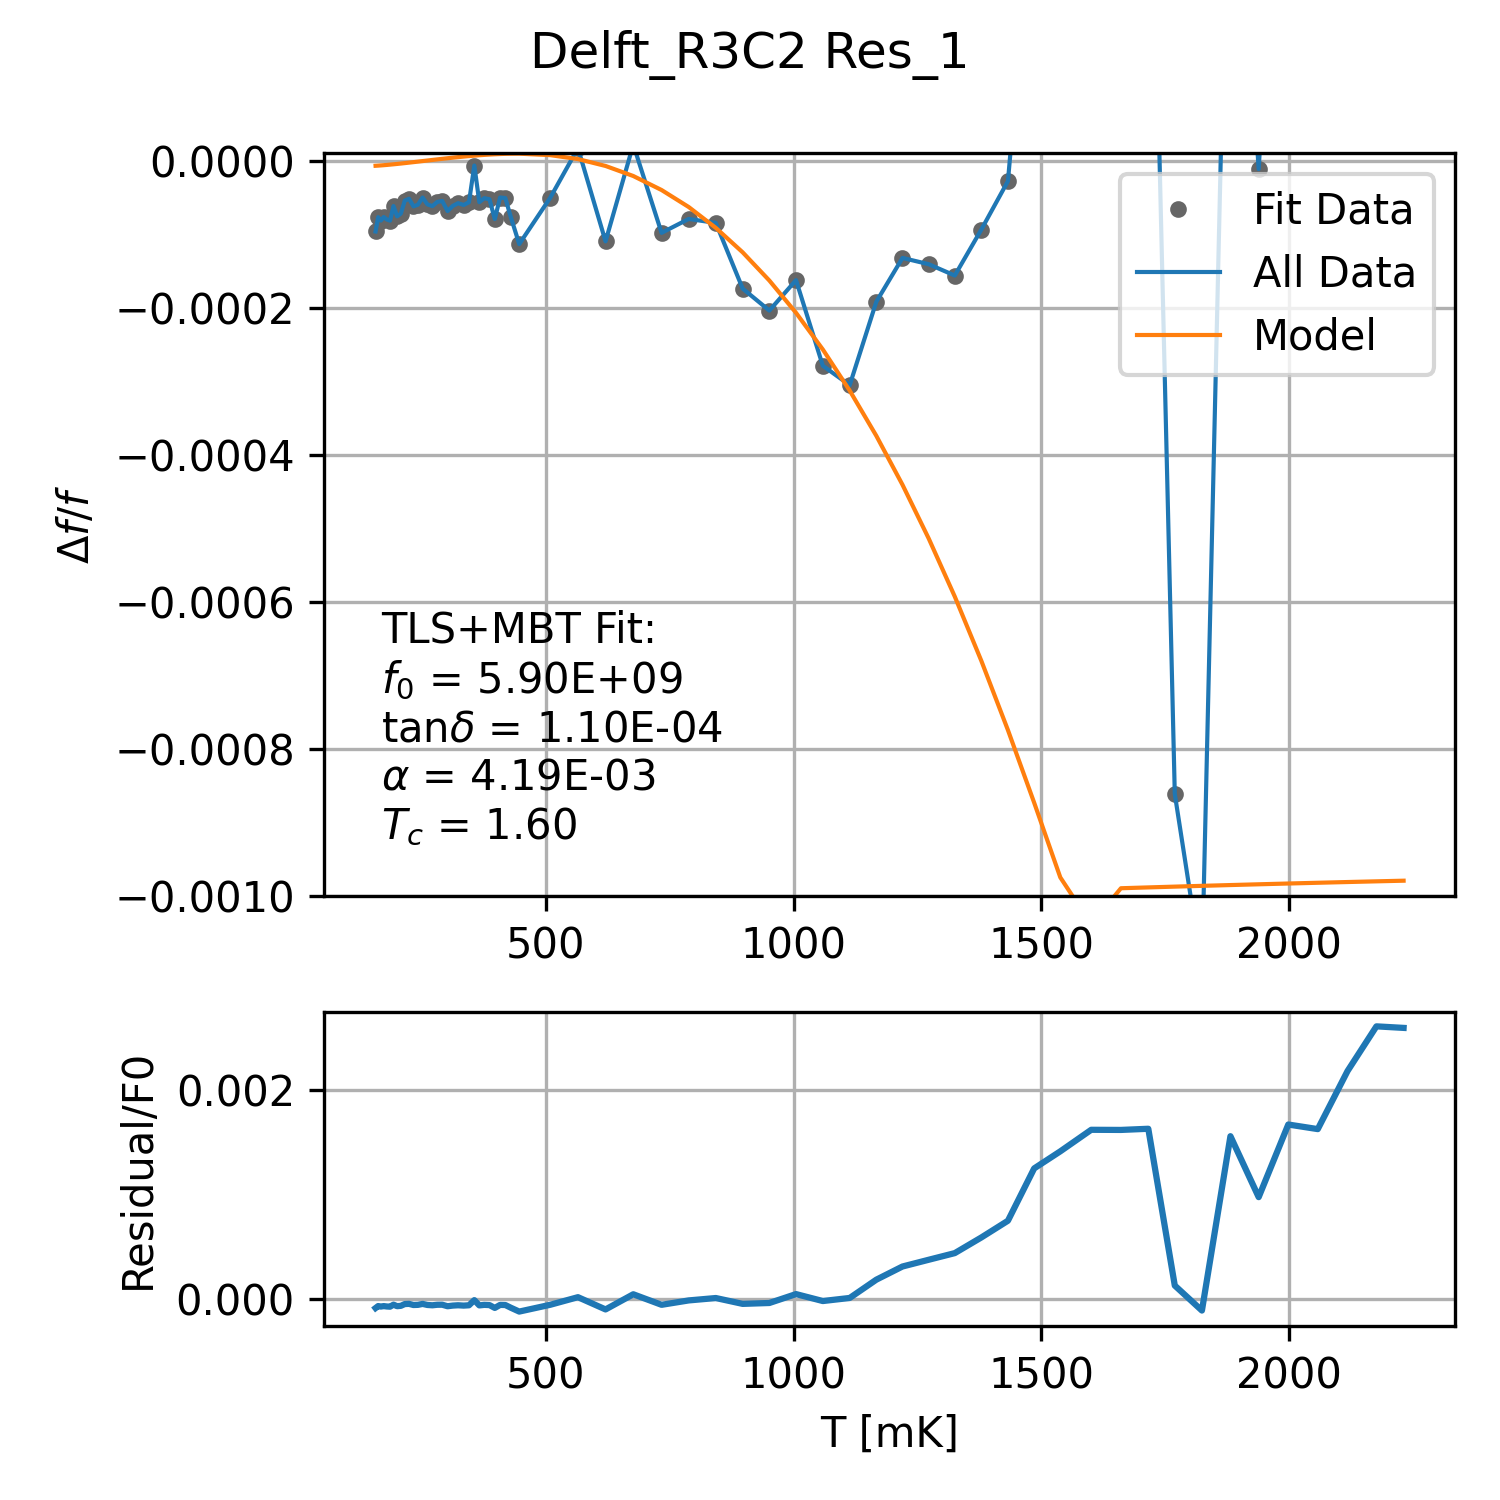 Delft_R3C2 Res_1
0.0000
−0.0002
−0.0004
−0.0006
−0.0008
−0.0010
Δf/f
Fit Data
All Data
Model
TLS+MBT Fit:
f₀ = 5.90E+09
tanδ = 1.10E-04
α = 4.19E-03
T_c = 1.60
500 1000 1500 2000
0.002
0.000
Residual/F0
500 1000 1500 2000
T [mK]